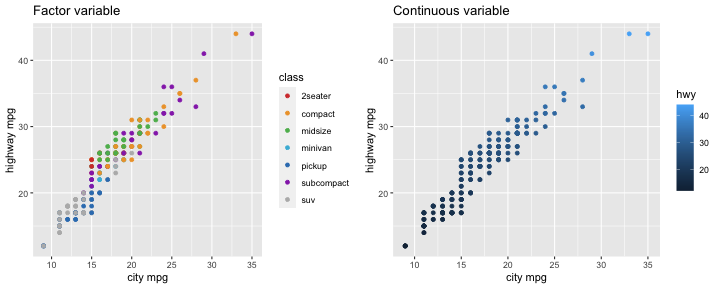 Factor variable
highway mpg
40
30
20
10
15
20
25
30
35
city mpg
class
2seater
compact
midsize
minivan
pickup
subcompact
suv
Continuous variable
highway mpg
40
30
20
10
15
20
25
30
35
city mpg
hwy
40
30
20